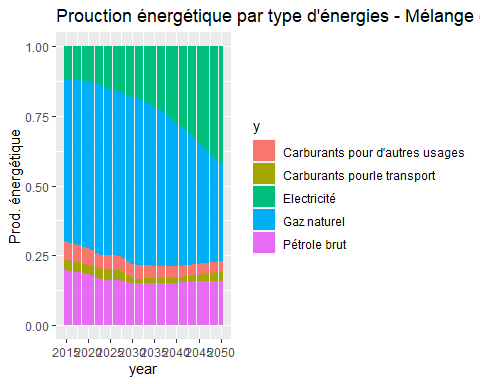 Prouction énergétique par type d'énergies - Mélange
1.00
0.75
0.50
0.25
0.00
Prod. énergétique
2015 2020 2025 2030 2035 2040 2045 2050
year
y
Carburants pour d'autres usages
Carburants pourle transport
Electricité
Gaz naturel
Pétrole brut